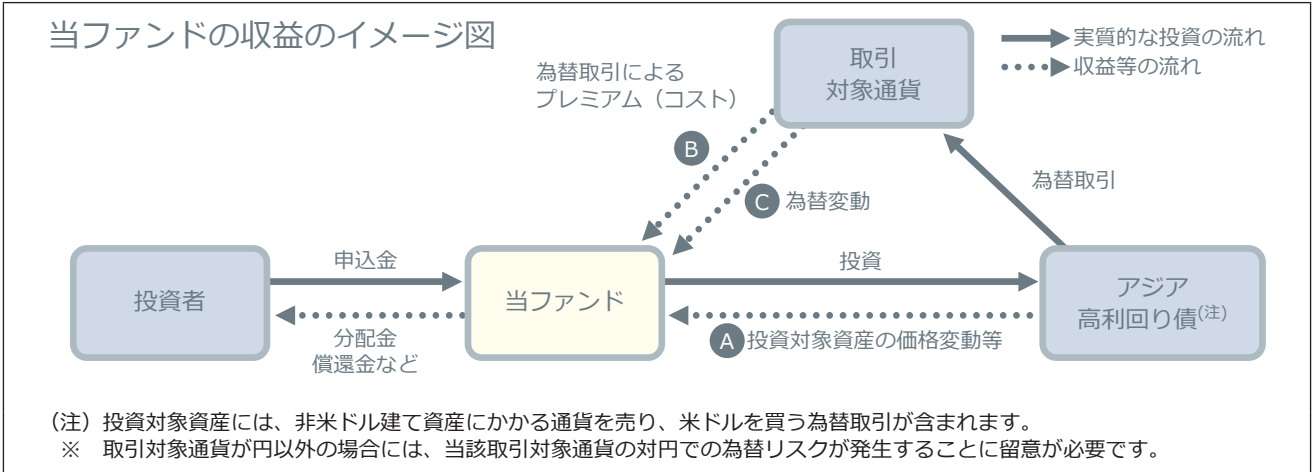 当ファンドの収益のイメージ図
実質的な投資の流れ
収益等の流れ
取引
対象通貨
為替取引による
プレミアム（コスト）
B
C 為替変動
為替取引
投資者
申込金
分配金
償還金など
当ファンド
投資
A 投資対象資産の価格変動等
アジア
高利回り債(注)
（注）投資対象資産には、非米ドル建て資産にかかる通貨を売り、米ドルを買う為替取引が含まれます。
※ 取引対象通貨が円以外の場合には、当該取引対象通貨の対円での為替リスクが発生することに留意が必要です。